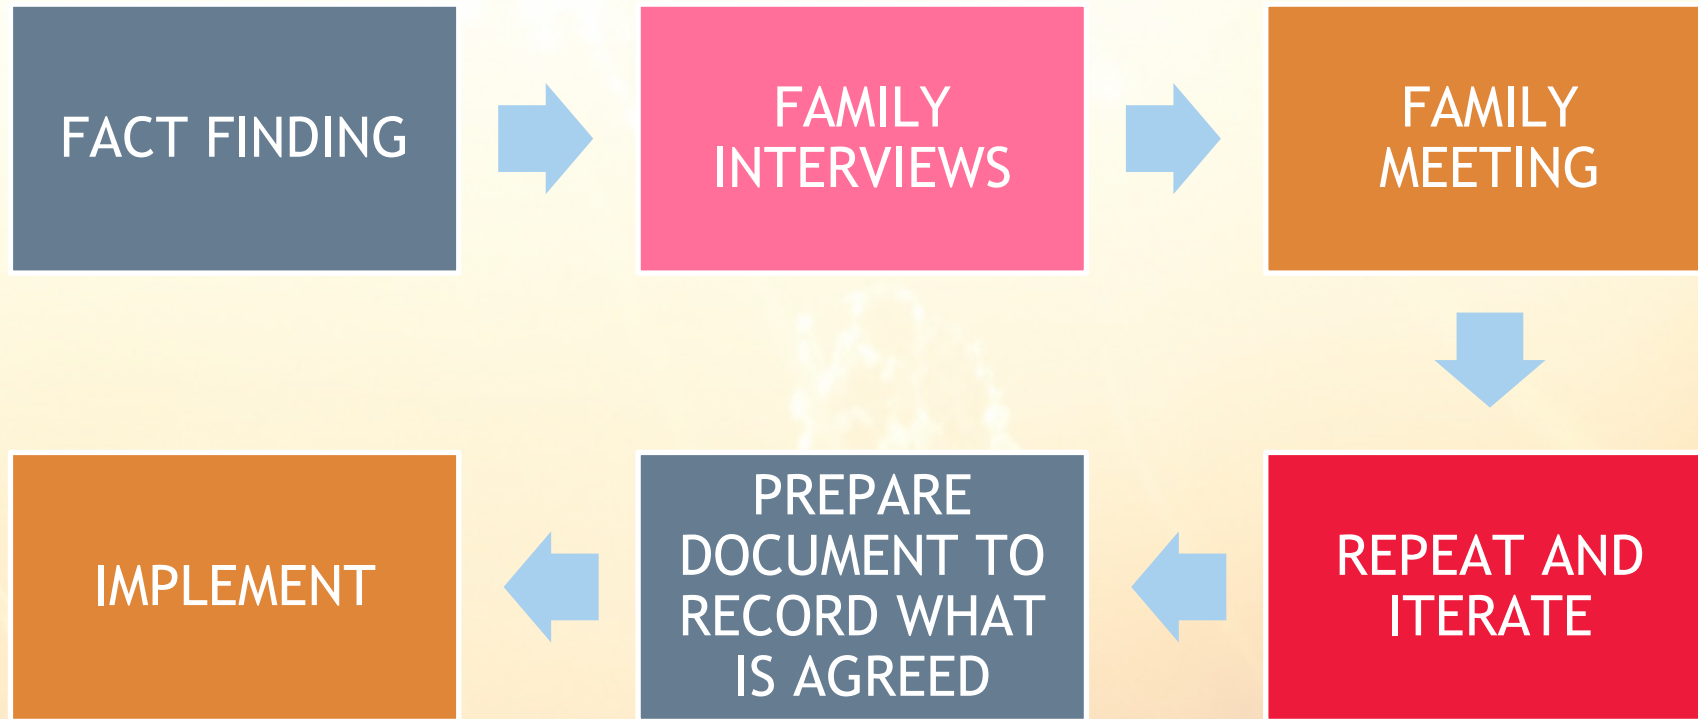 FACT FINDING
FAMILY
INTERVIEWS
FAMILY
MEETING
REPEAT AND
ITERATE
PREPARE
DOCUMENT TO
RECORD WHAT
IS AGREED
IMPLEMENT